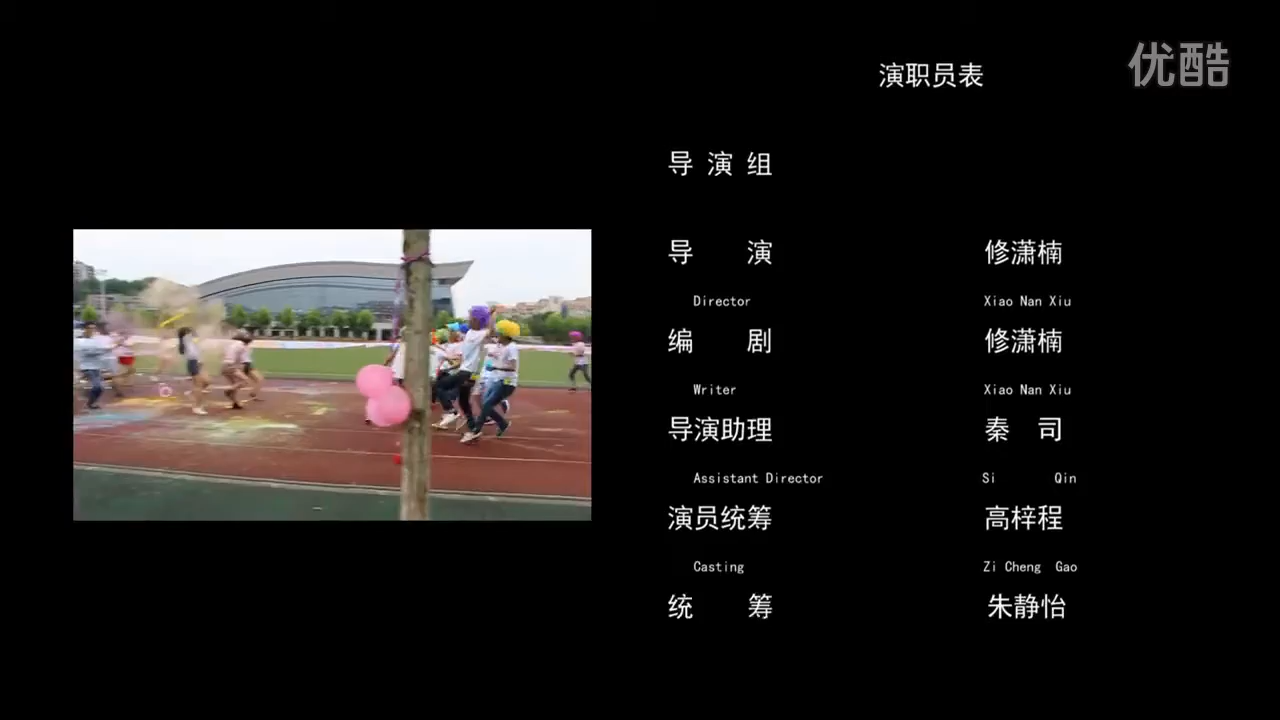 优酷
演职员表
导 演 组
导 演 修潇楠
Director Xiao Nan Xiu
编 剧 修潇楠
Writer Xiao Nan Xiu
导演助理 秦 司
Assistant Director Si Qin
演员统筹 高梓程
Casting Zi Cheng Gao
统 筹 朱静怡